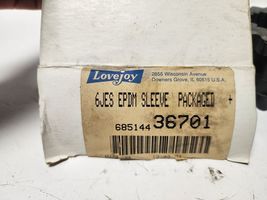 Lovejoy
2655 Wisconsin Avenue
Downers Grove, IL 60515 U.S.A.
6JES EPDM SLEEVE PACKAGED +
685144 36701